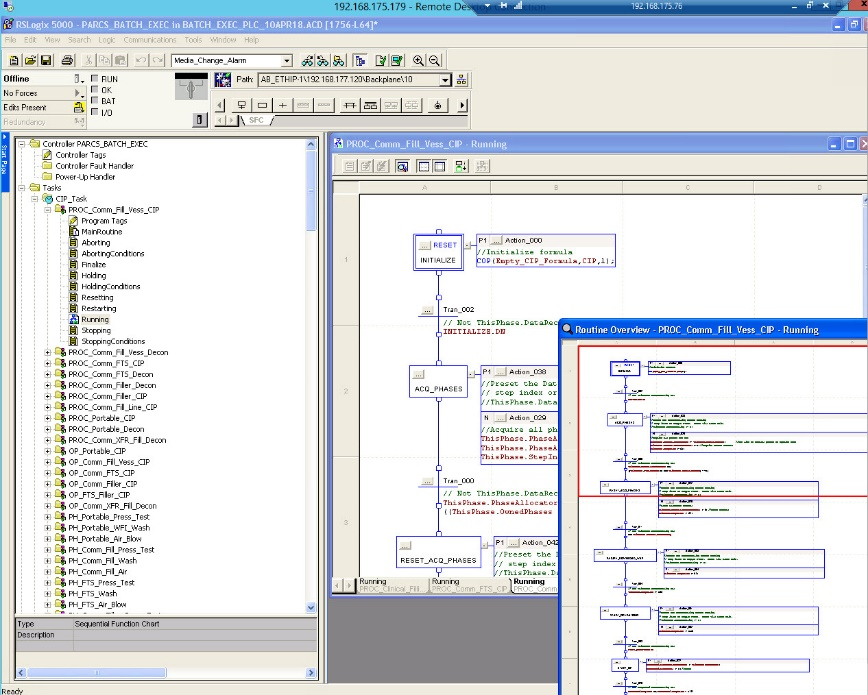 192.168.175.179 - Remote Des
192.168.175.76
RSLogix 5000 - PARCS_BATCH_EXEC in BATCH_EXEC_PLC_10APR18.ACD [1756-L64]*
File Edit View Search Logic Communications Tools Window Help
Media_Change_Alarm
Offline
RUN
No Forces
OK
Edits Present
BAT
Redundancy
I/O
Path: AB_ETHIP-1\192.168.177.120\Backplane\10
SFC
Start Page
Controller PARCS_BATCH_EXEC
Controller Tags
Controller Fault Handler
Power-Up Handler
Tasks
CIP_Task
PROC_Comm_Fill_Vess_CIP
Program Tags
MainRoutine
Aborting
AbortingConditions
Finalize
Holding
HoldingConditions
Resetting
Restarting
Running
Stopping
StoppingConditions
PROC_Comm_Fill_Vess_Decon
PROC_Comm_FTS_CIP
PROC_Comm_FTS_Decon
PROC_Comm_Filler_Decon
PROC_Comm_Filler_CIP
PROC_Comm_Fill_Line_CIP
PROC_Portable_CIP
PROC_Portable_Decon
PROC_Comm_XFR_Fill_Decon
OP_Portable_CIP
OP_Comm_Fill_Vess_CIP
OP_Comm_FTS_CIP
OP_Comm_Filler_CIP
OP_FTS_Filler_CIP
OP_Comm_XFR_Fill_Decon
PH_Portable_Press_Test
PH_Portable_WFI_Wash
PH_Portable_Air_Blow
PH_Comm_Fill_Press_Test
PH_Comm_Fill_Wash
PH_Comm_Fill_Air
PH_FTS_Press_Test
PH_FTS_Wash
PH_FTS_Air_Blow
Type Sequential Function Chart
Description
Ready
PROC_Comm_Fill_Vess_CIP - Running
A B C D
1
RESET
INITIALIZE
P1 ... Action_000
//Initialize formula
COP(Empty_CIP_Formula,CIP,1);
Tran_002
// Not ThisPhase.DataRec
INITIALIZE.DN
2
ACQ_PHASES
P1 ... Action_038
//Preset the Dat
// step index or
//ThisPhase.Data
N ... Action_029
//Acquire all ph
ThisPhase.PhaseA
ThisPhase.PhaseA
ThisPhase.StepIn
Tran_000
// Not ThisPhase.DataRec
ThisPhase.PhaseAllocator
((ThisPhase.OwnedPhases
3
RESET_ACQ_PHASES
P1 ... Action_042
//Preset the D
// step index
//ThisPhase.Da
Running Running Running
PROC_Clinical_Fill PROC_Comm_FTS_CIP PROC_Comm
Routine Overview - PROC_Comm_Fill_Vess_CIP - Running